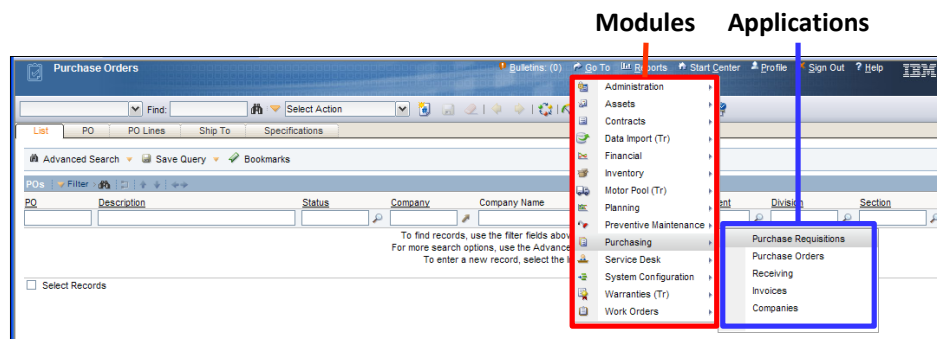 Modules Applications
Purchase Orders
Bulletins: (0) Go To Reports Start Center Profile Sign Out ? Help IBM
Find: Select Action
List PO PO Lines Ship To Specifications
Advanced Search Save Query Bookmarks
POs Filter
PO Description Status Company Company Name Division Section
To find records, use the filter fields
For more search options, use the
To enter a new record, select the
Select Records
Administration
Assets
Contracts
Data Import (Tr)
Financial
Inventory
Motor Pool (Tr)
Planning
Preventive Maintenance
Purchasing
Service Desk
System Configuration
Warranties (Tr)
Work Orders
Purchase Requisitions
Purchase Orders
Receiving
Invoices
Companies